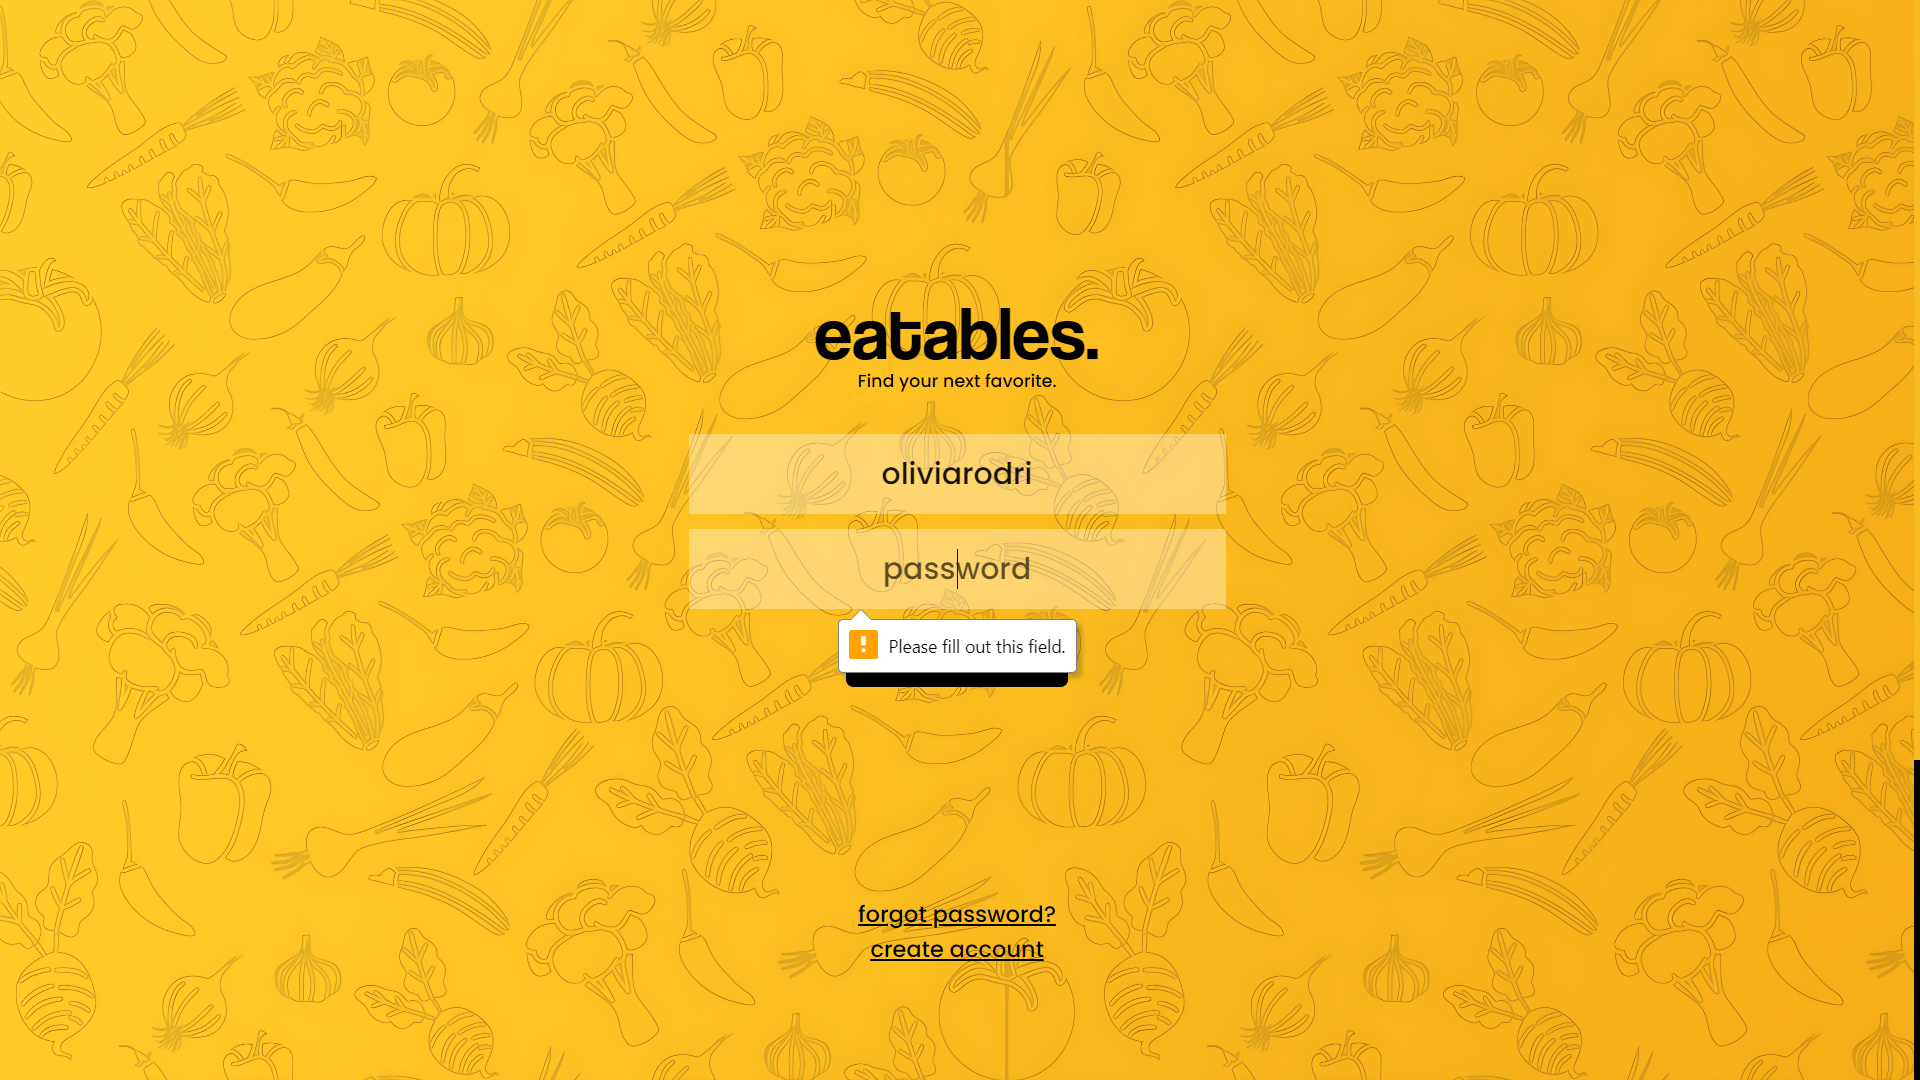 eatables.
Find your next favorite.
oliviarodri
password
Please fill out this field.
forgot password?
create account